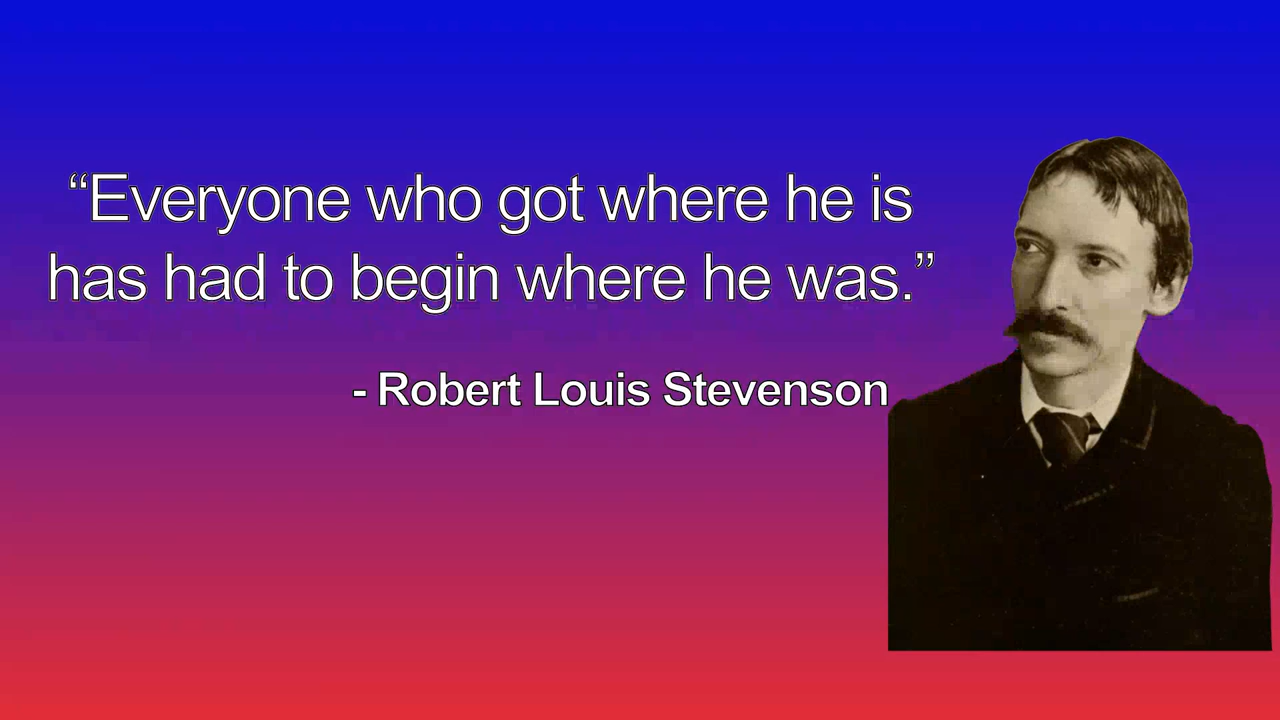 “Everyone who got where he is
has had to begin where he was.”
- Robert Louis Stevenson